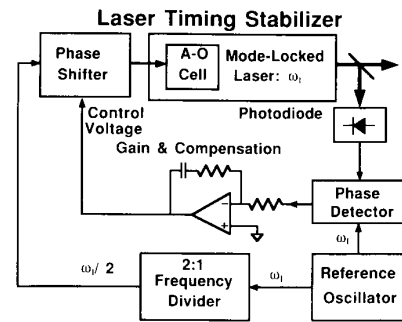 Laser Timing Stabilizer
Phase
Shifter
A-O
Cell
Mode-Locked
Laser: ω₁
Control
Voltage
Photodiode
Gain & Compensation
−
+
Phase
Detector
ω₁
ω₁/ 2
2:1
Frequency
Divider
ω₁
Reference
Oscillator